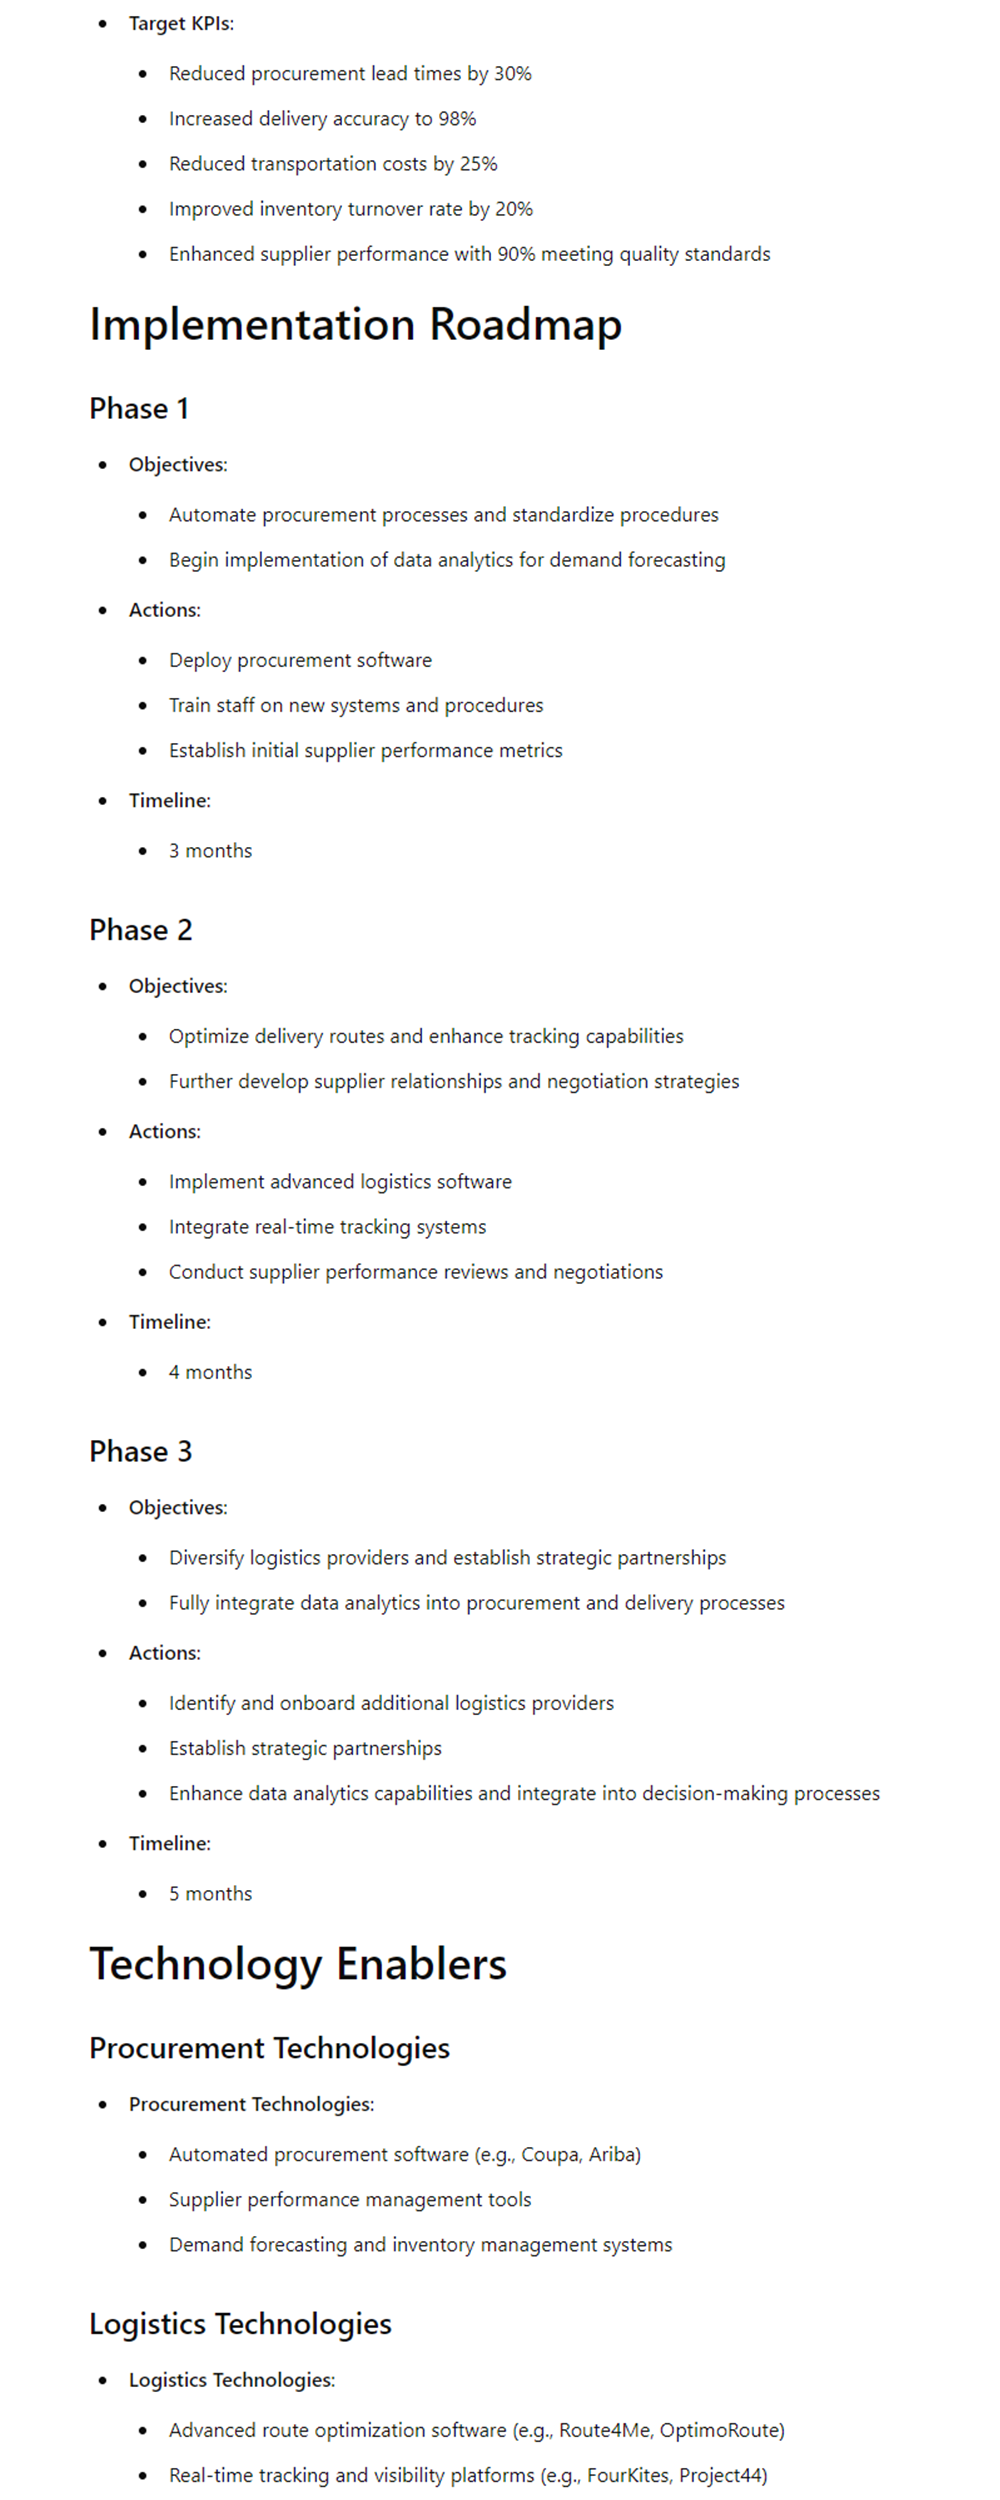 Target KPIs:
Reduced procurement lead times by 30%
Increased delivery accuracy to 98%
Reduced transportation costs by 25%
Improved inventory turnover rate by 20%
Enhanced supplier performance with 90% meeting quality standards
Implementation Roadmap
Phase 1
Objectives:
Automate procurement processes and standardize procedures
Begin implementation of data analytics for demand forecasting
Actions:
Deploy procurement software
Train staff on new systems and procedures
Establish initial supplier performance metrics
Timeline:
3 months
Phase 2
Objectives:
Optimize delivery routes and enhance tracking capabilities
Further develop supplier relationships and negotiation strategies
Actions:
Implement advanced logistics software
Integrate real-time tracking systems
Conduct supplier performance reviews and negotiations
Timeline:
4 months
Phase 3
Objectives:
Diversify logistics providers and establish strategic partnerships
Fully integrate data analytics into procurement and delivery processes
Actions:
Identify and onboard additional logistics providers
Establish strategic partnerships
Enhance data analytics capabilities and integrate into decision-making processes
Timeline:
5 months
Technology Enablers
Procurement Technologies
Procurement Technologies:
Automated procurement software (e.g., Coupa, Ariba)
Supplier performance management tools
Demand forecasting and inventory management systems
Logistics Technologies
Logistics Technologies:
Advanced route optimization software (e.g., Route4Me, OptimoRoute)
Real-time tracking and visibility platforms (e.g., FourKites, Project44)